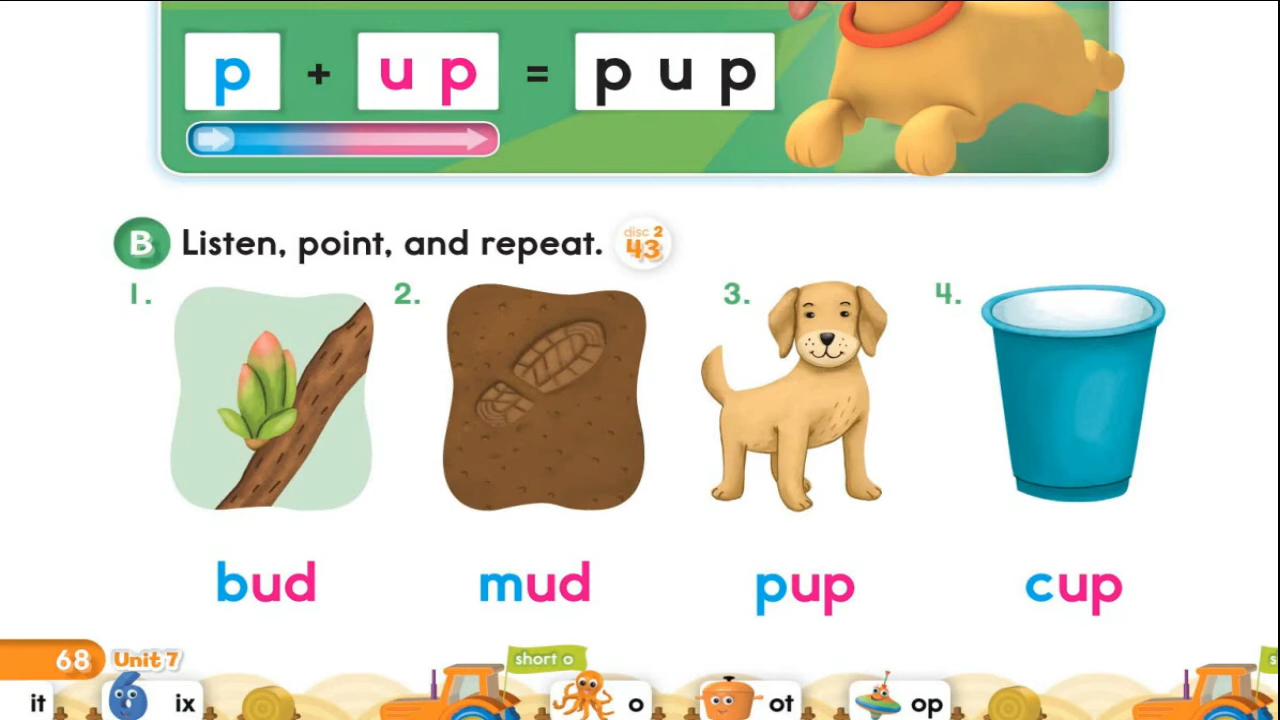 p + up = pup
B Listen, point, and repeat. disc 2 43
1. 2. 3. 4.
bud mud pup cup
68 Unit 7
short o s
it 6 ix o ot op